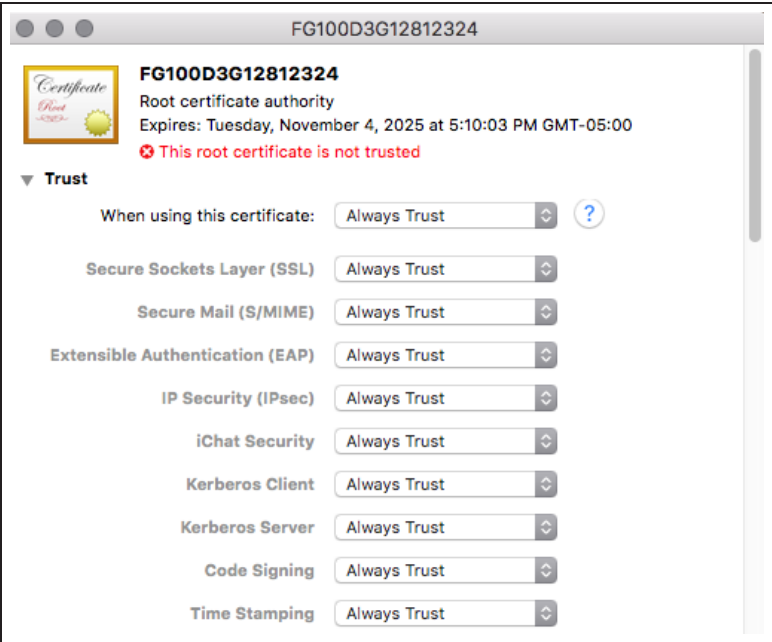 FG100D3G12812324
Certificate
Root
FG100D3G12812324
Root certificate authority
Expires: Tuesday, November 4, 2025 at 5:10:03 PM GMT-05:00
This root certificate is not trusted
Trust
When using this certificate: Always Trust ?
Secure Sockets Layer (SSL) Always Trust
Secure Mail (S/MIME) Always Trust
Extensible Authentication (EAP) Always Trust
IP Security (IPsec) Always Trust
iChat Security Always Trust
Kerberos Client Always Trust
Kerberos Server Always Trust
Code Signing Always Trust
Time Stamping Always Trust